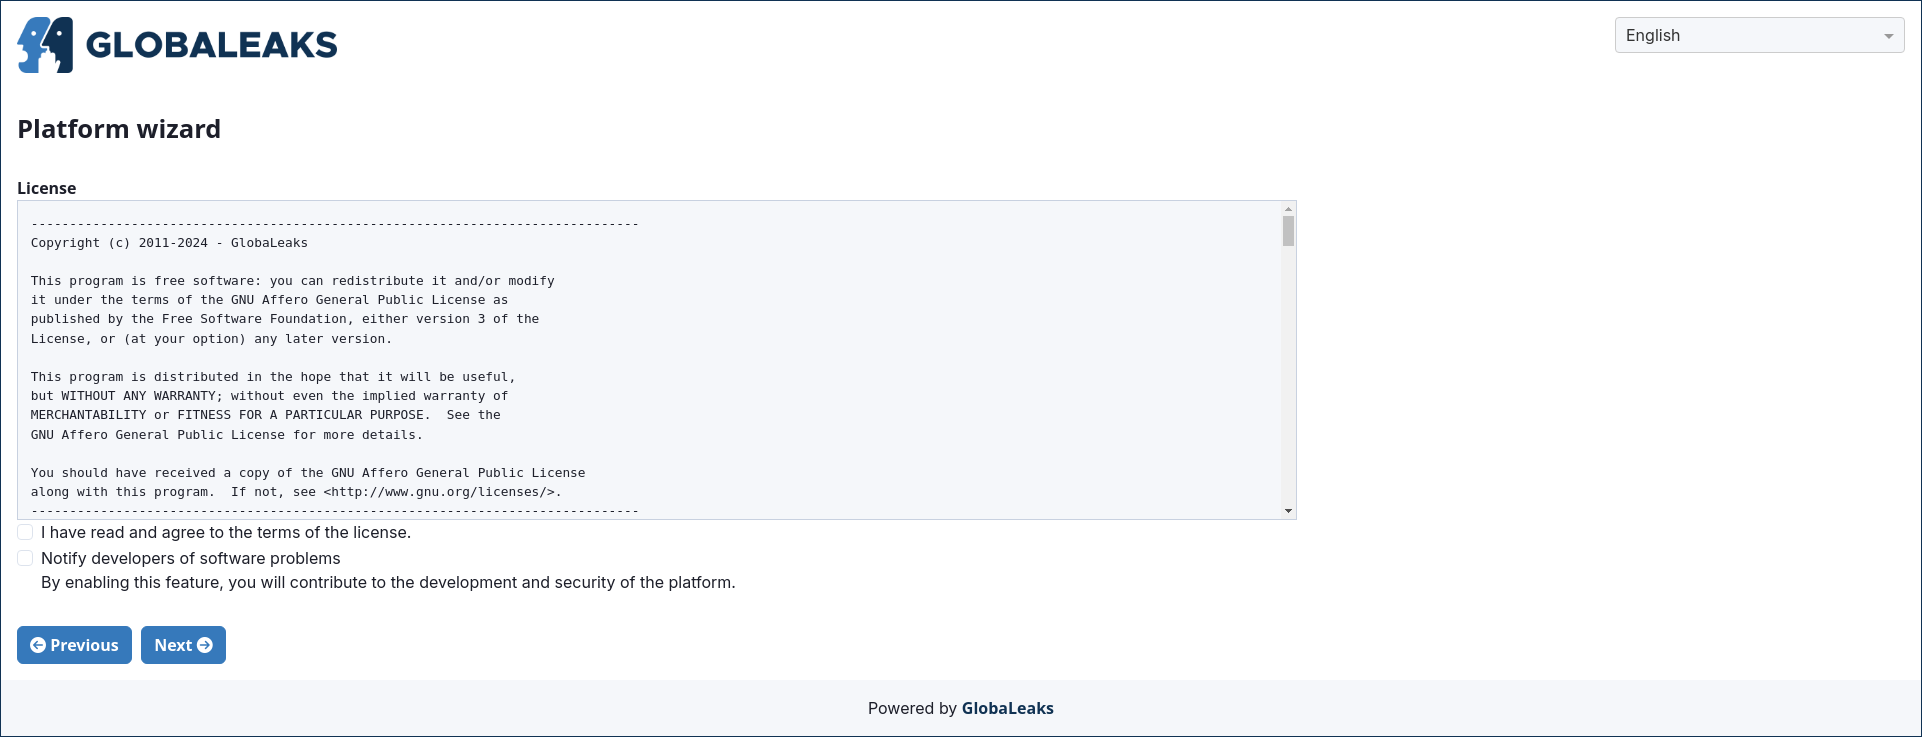 GLOBALEAKS
English
Platform wizard
License
-------------------------------------------------------------------------------
Copyright (c) 2011-2024 - GlobaLeaks
This program is free software: you can redistribute it and/or modify
it under the terms of the GNU Affero General Public License as
published by the Free Software Foundation, either version 3 of the
License, or (at your option) any later version.
This program is distributed in the hope that it will be useful,
but WITHOUT ANY WARRANTY; without even the implied warranty of
MERCHANTABILITY or FITNESS FOR A PARTICULAR PURPOSE.  See the
GNU Affero General Public License for more details.
You should have received a copy of the GNU Affero General Public License
along with this program.  If not, see <http://www.gnu.org/licenses/>.
-------------------------------------------------------------------------------
I have read and agree to the terms of the license.
Notify developers of software problems
By enabling this feature, you will contribute to the development and security of the platform.
Previous Next
Powered by GlobaLeaks